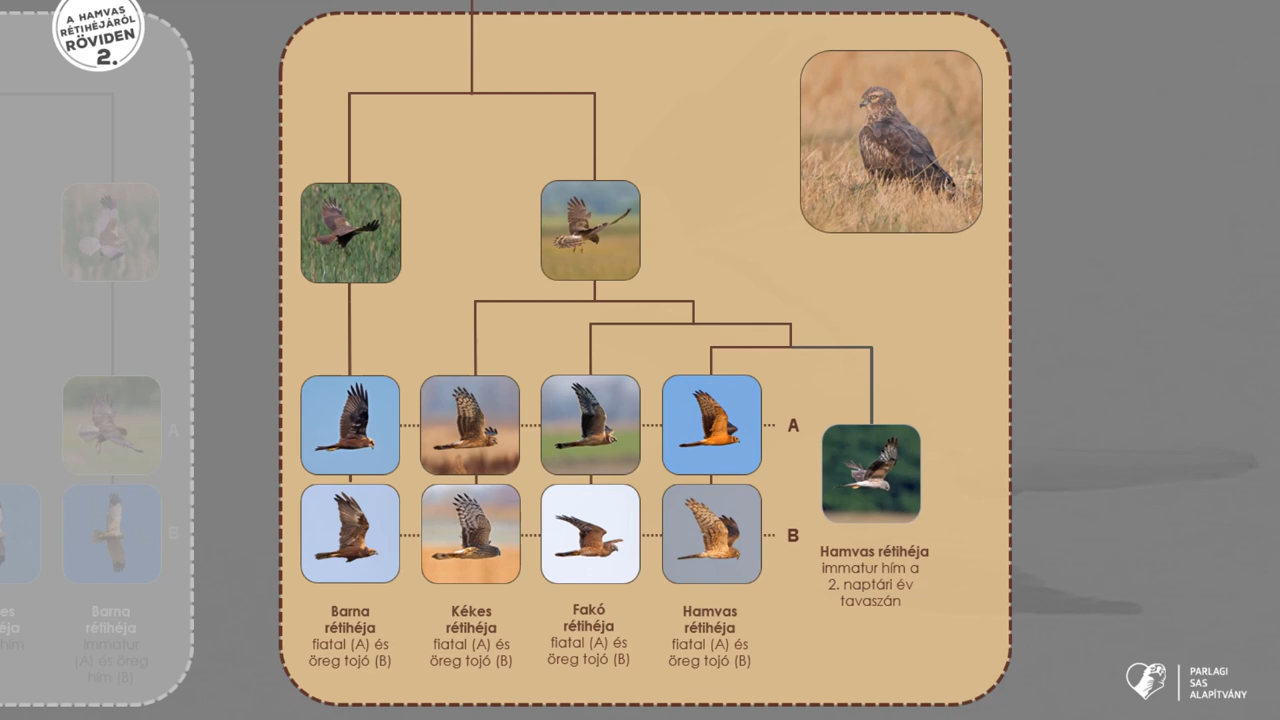 A HAMVAS
RÉTIHÉJÁRÓL
RÖVIDEN
2.
A
B
Barna
rétihéja
immatur
(A) és öreg
hím (B)
hím
A
B
Barna
rétihéja
fiatal (A) és
öreg tojó (B)
Kékes
rétihéja
fiatal (A) és
öreg tojó (B)
Fakó
rétihéja
fiatal (A) és
öreg tojó (B)
Hamvas
rétihéja
fiatal (A) és
öreg tojó (B)
Hamvas rétihéja
immatur hím a
2. naptári év
tavaszán
PARLAGI
SAS
ALAPÍTVÁNY